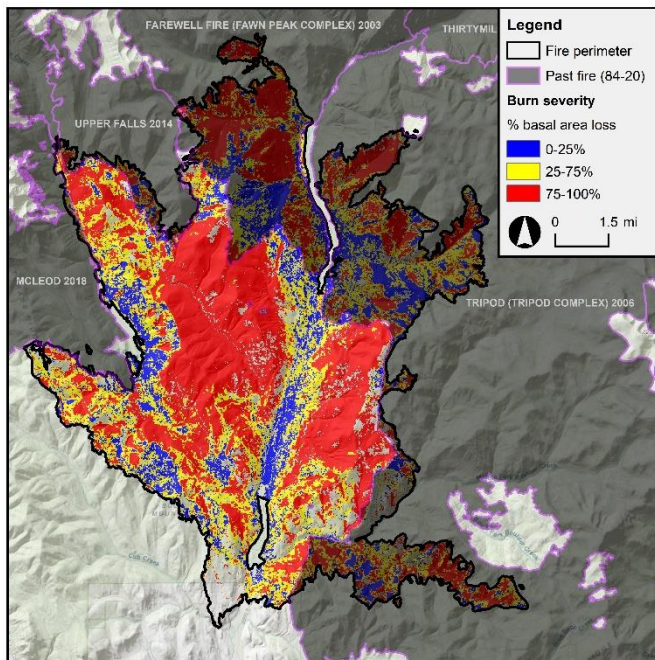 FAREWELL FIRE (FAWN PEAK COMPLEX) 2003
THIRTYMIL
UPPER FALLS 2014
MCLEOD 2018
TRIPOD (TRIPOD COMPLEX) 2006
Cub Creek
Legend
Fire perimeter
Past fire (84-20)
Burn severity
% basal area loss
0-25%
25-75%
75-100%
0 1.5 mi